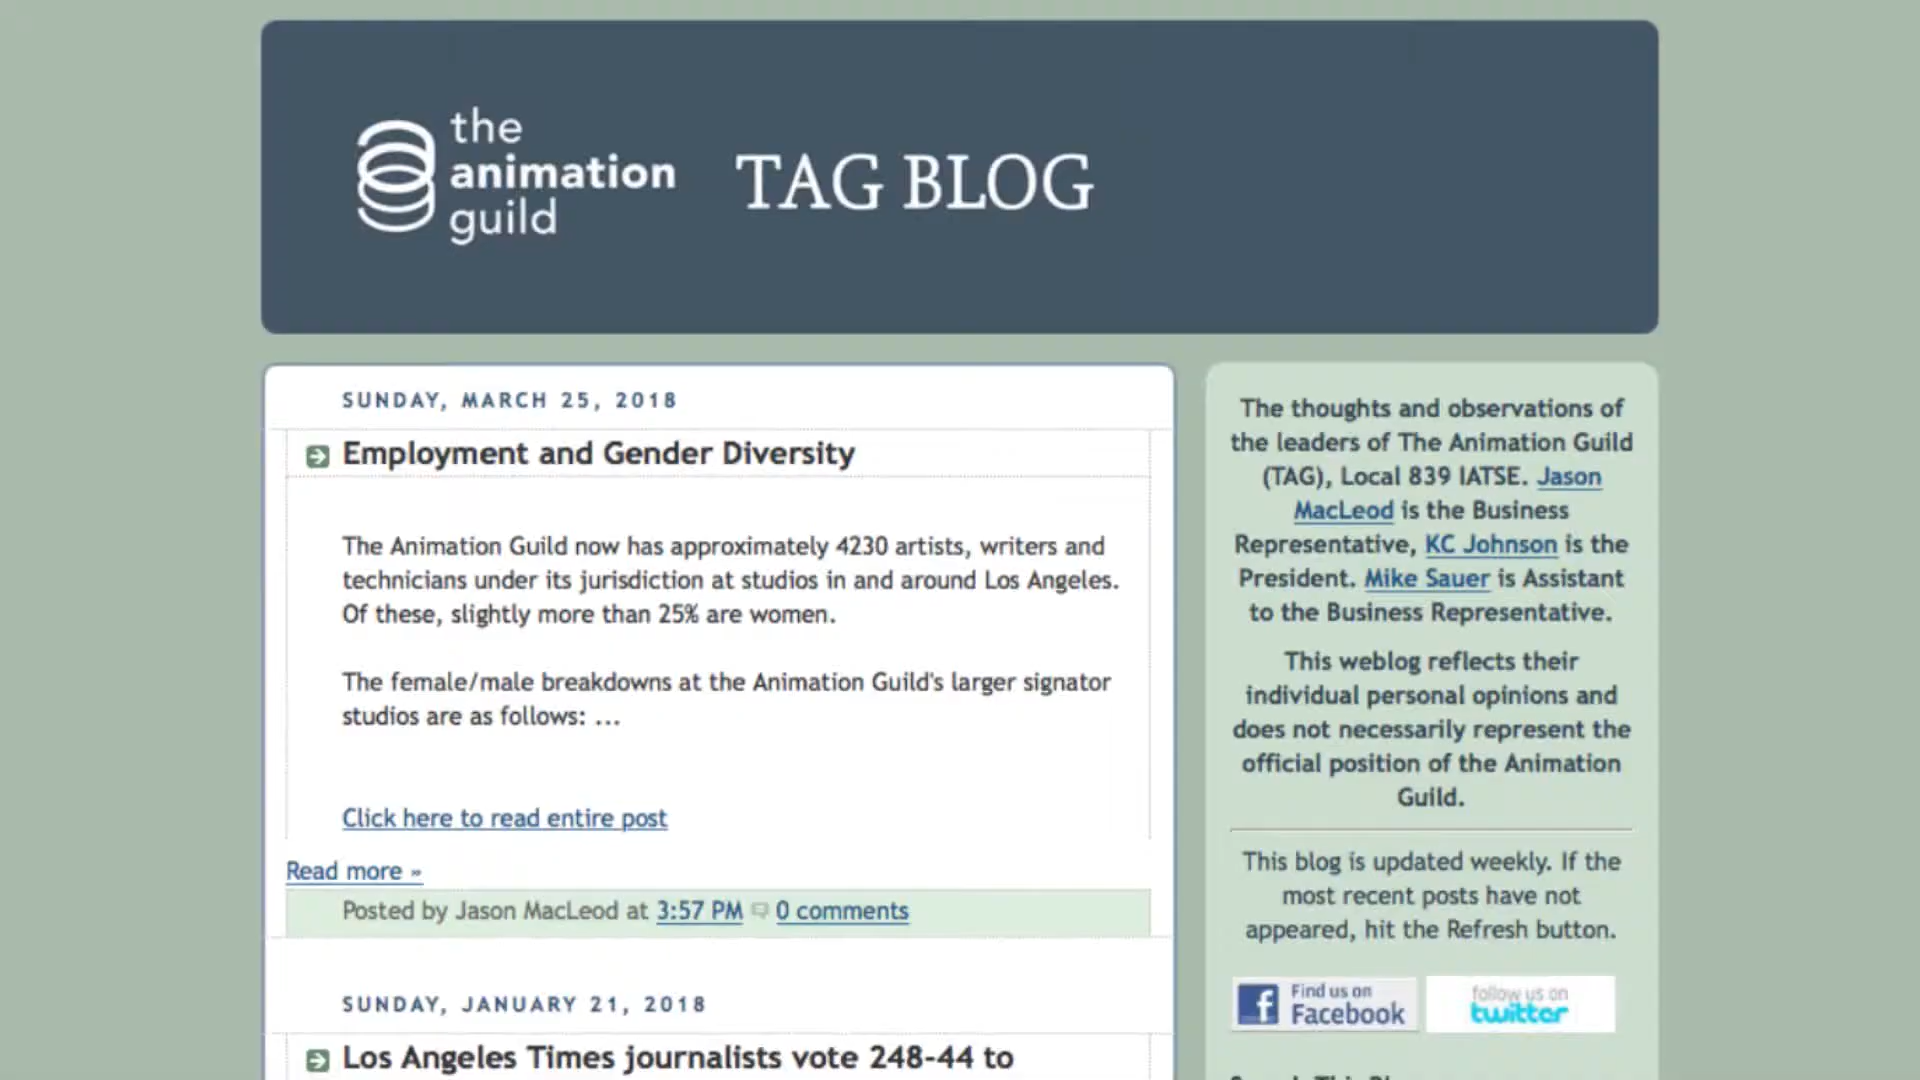 the
animation
guild
TAG BLOG
SUNDAY, MARCH 25, 2018
Employment and Gender Diversity
The Animation Guild now has approximately 4230 artists, writers and
technicians under its jurisdiction at studios in and around Los Angeles.
Of these, slightly more than 25% are women.
The female/male breakdowns at the Animation Guild's larger signator
studios are as follows: ...
Click here to read entire post
Read more »
Posted by Jason MacLeod at 3:57 PM 0 comments
SUNDAY, JANUARY 21, 2018
Los Angeles Times journalists vote 248-44 to
The thoughts and observations of
the leaders of The Animation Guild
(TAG), Local 839 IATSE. Jason
MacLeod is the Business
Representative, KC Johnson is the
President. Mike Sauer is Assistant
to the Business Representative.
This weblog reflects their
individual personal opinions and
does not necessarily represent the
official position of the Animation
Guild.
This blog is updated weekly. If the
most recent posts have not
appeared, hit the Refresh button.
f Find us on
Facebook
follow us on
twitter